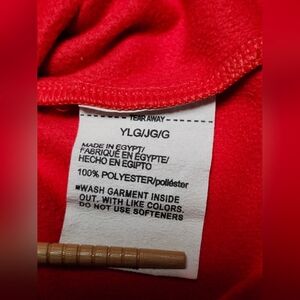 TEAR AWAY
YLG/JG/G
MADE IN EGYPT/
FABRIQUÉ EN ÉGYPTE/
HECHO EN EGIPTO
100% POLYESTER/poliéster
■WASH GARMENT INSIDE
OUT, WITH LIKE COLORS.
DO NOT USE SOFTENERS